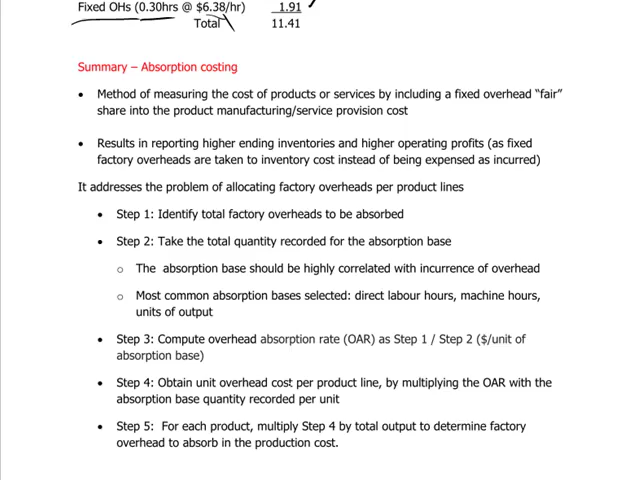 Fixed OHs (0.30hrs @ $6.38/hr) 1.91
Total 11.41
Summary – Absorption costing
• Method of measuring the cost of products or services by including a fixed overhead “fair”
share into the product manufacturing/service provision cost
• Results in reporting higher ending inventories and higher operating profits (as fixed
factory overheads are taken to inventory cost instead of being expensed as incurred)
It addresses the problem of allocating factory overheads per product lines
• Step 1: Identify total factory overheads to be absorbed
• Step 2: Take the total quantity recorded for the absorption base
o The absorption base should be highly correlated with incurrence of overhead
o Most common absorption bases selected: direct labour hours, machine hours,
units of output
• Step 3: Compute overhead absorption rate (OAR) as Step 1 / Step 2 ($/unit of
absorption base)
• Step 4: Obtain unit overhead cost per product line, by multiplying the OAR with the
absorption base quantity recorded per unit
• Step 5: For each product, multiply Step 4 by total output to determine factory
overhead to absorb in the production cost.